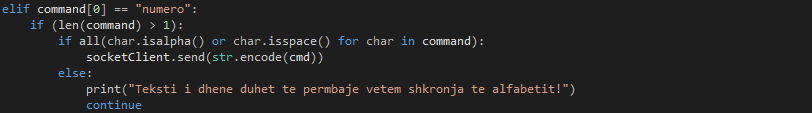 elif command[0] == "numero":
    if (len(command) > 1):
        if all(char.isalpha() or char.isspace() for char in command):
            socketClient.send(str.encode(cmd))
        else:
            print("Teksti i dhene duhet te permbaje vetem shkronja te alfabetit!")
            continue